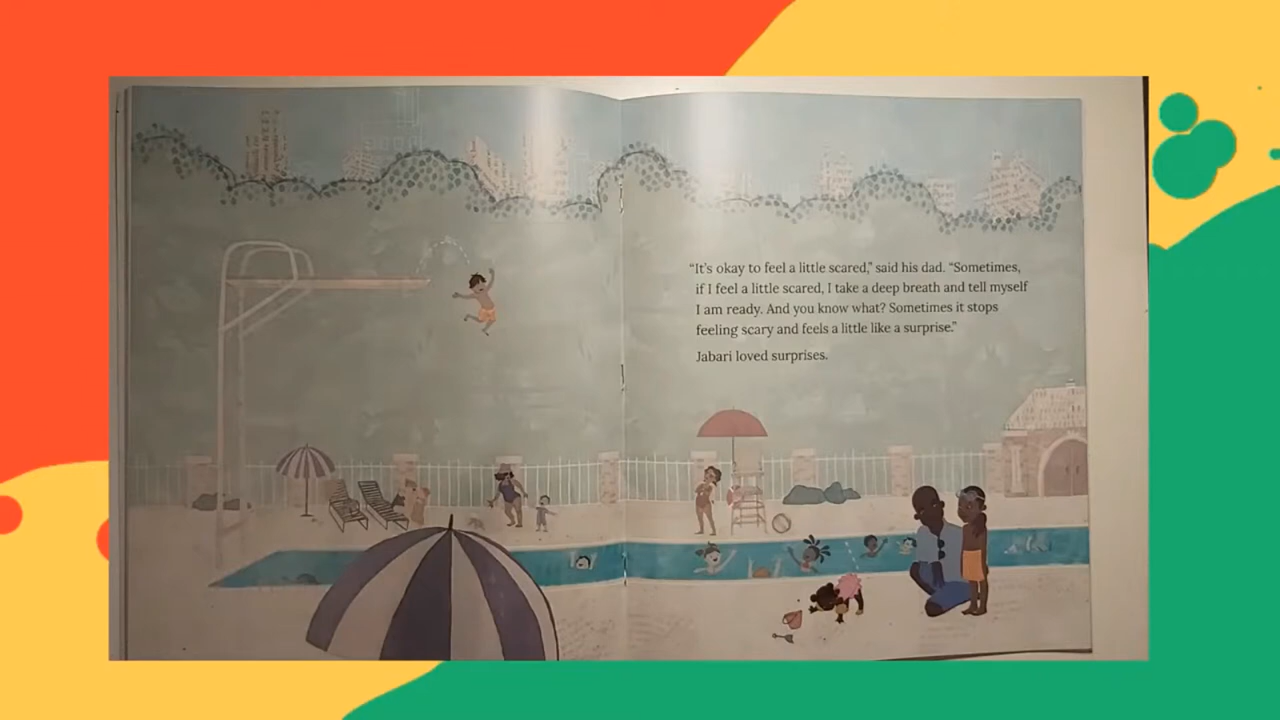 “It’s okay to feel a little scared,” said his dad. “Sometimes,
if I feel a little scared, I take a deep breath and tell myself
I am ready. And you know what? Sometimes it stops
feeling scary and feels a little like a surprise.”
Jabari loved surprises.